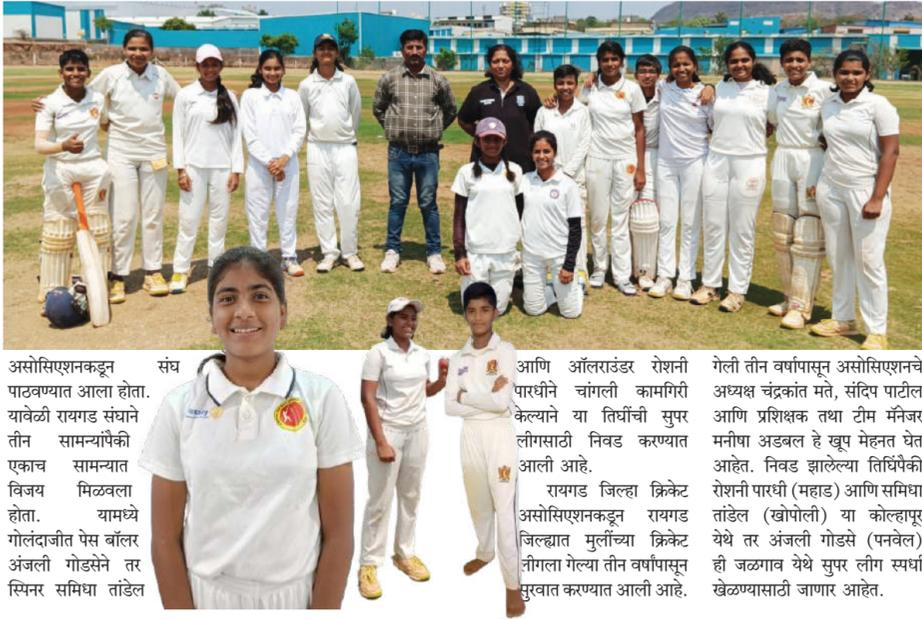 असोसिएशनकडून संघ
पाठवण्यात आला होता.
यावेळी रायगड संघाने
तीन सामन्यांपैकी
एकाच सामन्यात
विजय मिळवला
होता. यामध्ये
गोलंदाजीत पेस बॉलर
अंजली गोडसेने तर
स्पिनर समिधा तांडेल
आणि ऑलराउंडर रोशनी
पारधीने चांगली कामगिरी
केल्याने या तिघींची सुपर
लीगसाठी निवड करण्यात
आली आहे.
रायगड जिल्हा क्रिकेट
असोसिएशनकडून रायगड
जिल्ह्यात मुलींच्या क्रिकेट
लीगला गेल्या तीन वर्षांपासून
सुरवात करण्यात आली आहे.
गेली तीन वर्षापासून असोसिएशनचे
अध्यक्ष चंद्रकांत मते, संदिप पाटील
आणि प्रशिक्षक तथा टीम मॅनेजर
मनीषा अडबल हे खूप मेहनत घेत
आहेत. निवड झालेल्या तिघिंपैकी
रोशनी पारधी (महाड) आणि समिधा
तांडेल (खोपोली) या कोल्हापूर
येथे तर अंजली गोडसे (पनवेल)
ही जळगाव येथे सुपर लीग स्पर्धा
खेळण्यासाठी जाणार आहेत.